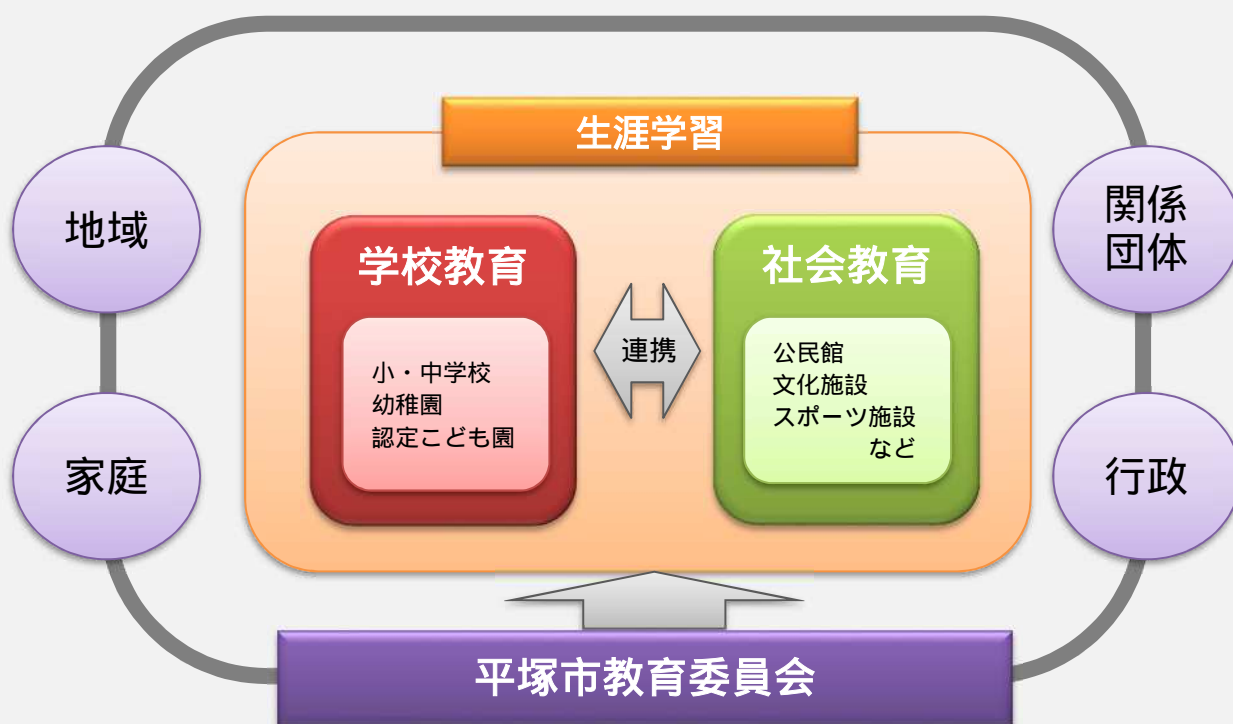 生涯学習
地域
関係
団体
学校教育
社会教育
小・中学校
幼稚園
認定こども園
連携
公民館
文化施設
スポーツ施設
など
家庭
行政
平塚市教育委員会